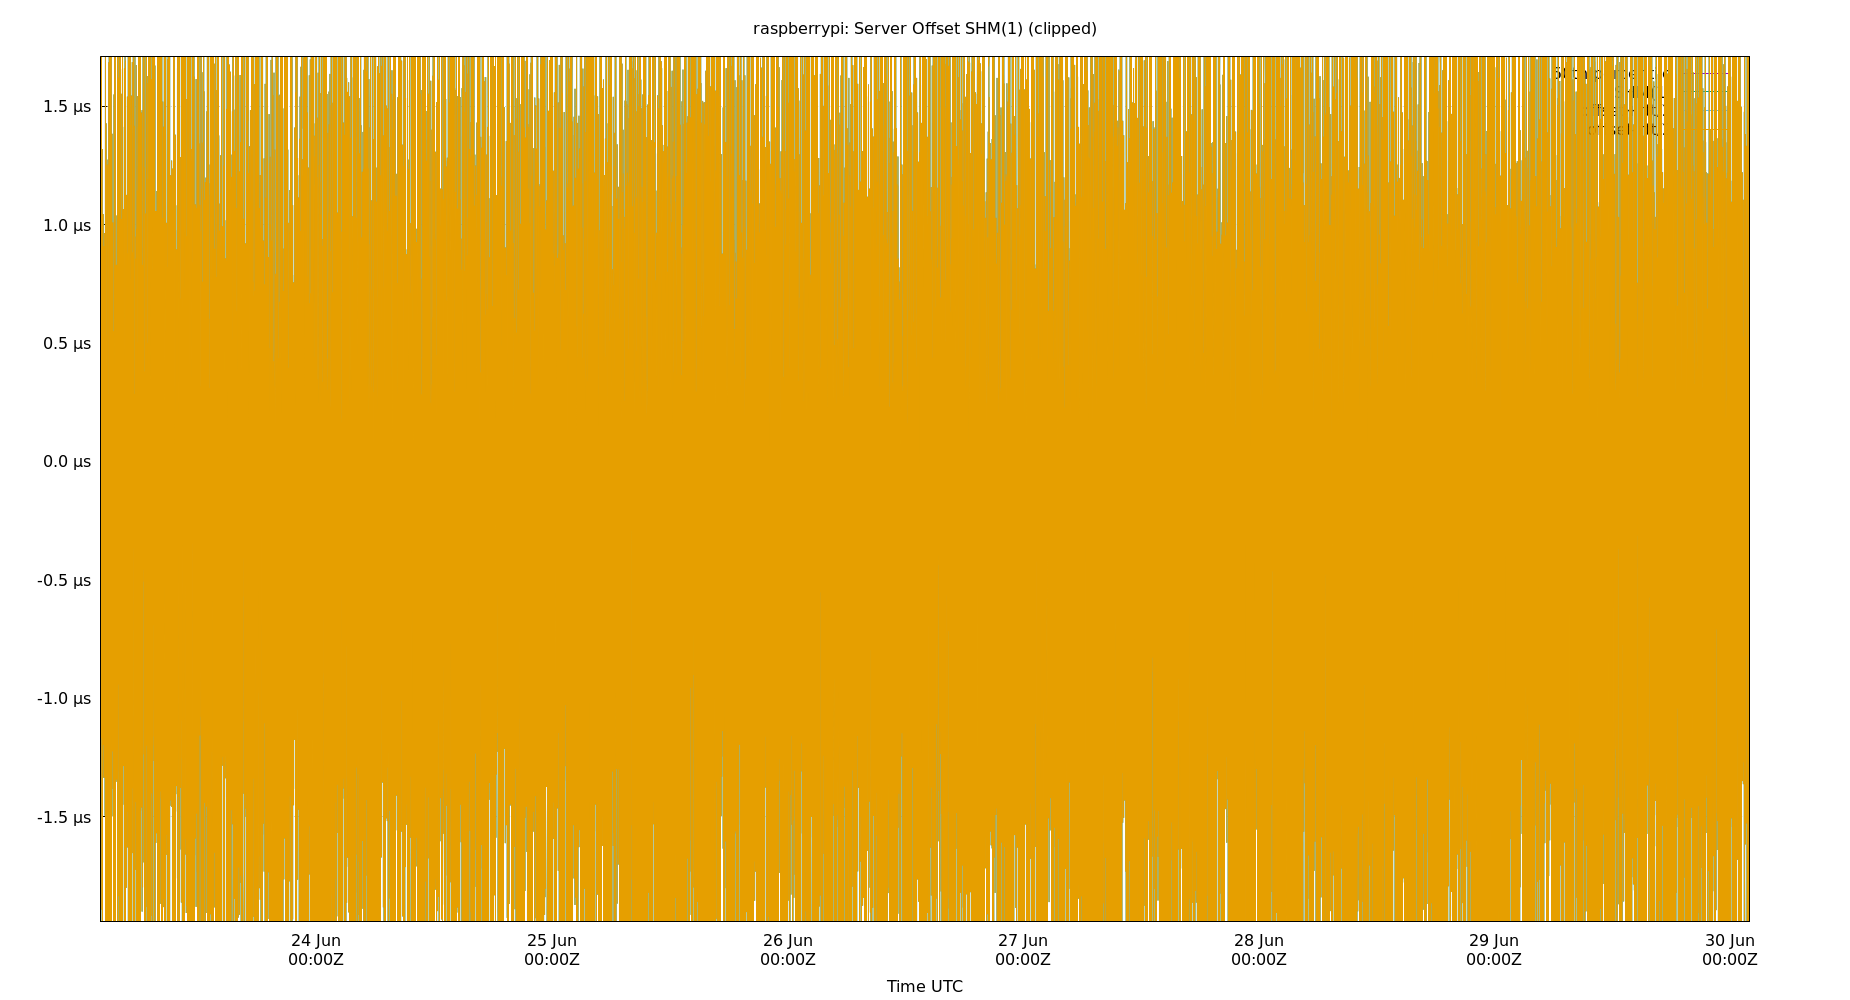 raspberrypi: Server Offset SHM(1) (clipped)
1.5 µs
1.0 µs
0.5 µs
0.0 µs
-0.5 µs
-1.0 µs
-1.5 µs
24 Jun
00:00Z
25 Jun
00:00Z
26 Jun
00:00Z
27 Jun
00:00Z
28 Jun
00:00Z
29 Jun
00:00Z
30 Jun
00:00Z
Time UTC